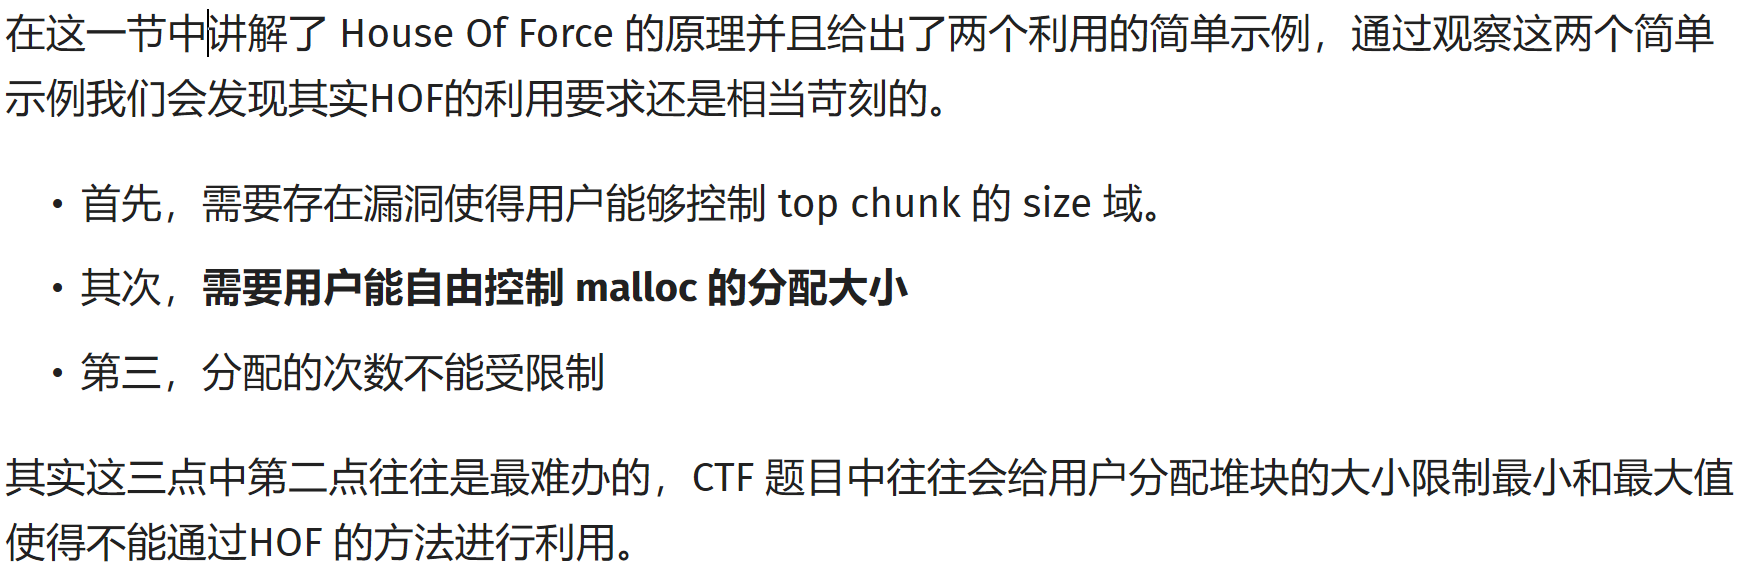 在这一节中讲解了 House Of Force 的原理并且给出了两个利用的简单示例，通过观察这两个简单
示例我们会发现其实HOF的利用要求还是相当苛刻的。
• 首先，需要存在漏洞使得用户能够控制 top chunk 的 size 域。
• 其次，需要用户能自由控制 malloc 的分配大小
• 第三，分配的次数不能受限制
其实这三点中第二点往往是最难办的，CTF 题目中往往会给用户分配堆块的大小限制最小和最大值
使得不能通过HOF 的方法进行利用。